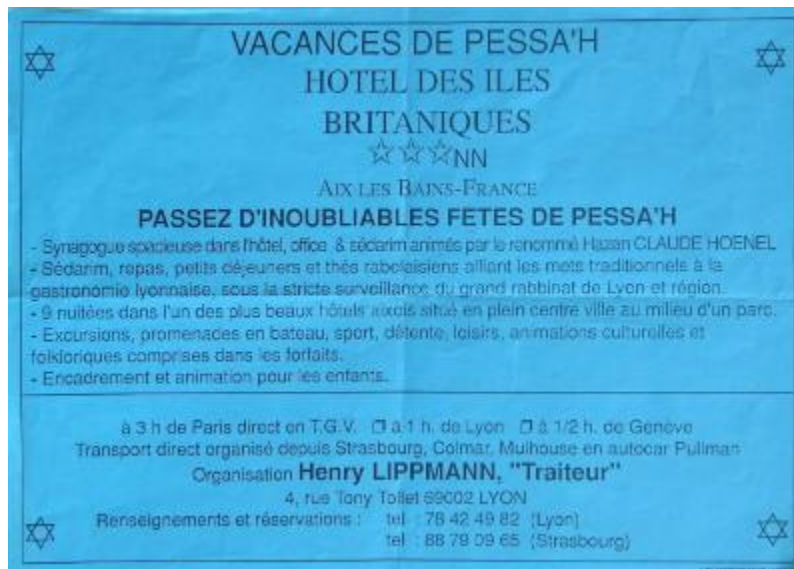 VACANCES DE PESSA'H
HOTEL DES ILES
BRITANIQUES
☆☆☆NN
AIX LES BAINS-FRANCE
PASSEZ D'INOUBLIABLES FETES DE PESSA'H
- Synagogue spacieuse dans l'hôtel, office & sédarim animés par le renommé Hazan CLAUDE HOENEL
- Sédarim, repas, petits déjeuners et thés rabelaisiens alliant les mets traditionnels à la
gastronomie lyonnaise, sous la stricte surveillance du grand rabbinat de Lyon et région.
- 9 nuitées dans l'un des plus beaux hôtels aixois situé en plein centre ville au milieu d'un parc.
- Excursions, promenades en bateau, sport, détente, loisirs, animations culturelles et
folkloriques comprises dans les forfaits.
- Encadrement et animation pour les enfants.
à 3 h de Paris direct en T.G.V. ❒ à 1 h. de Lyon ❒ à 1/2 h. de Genève
Transport direct organisé depuis Strasbourg, Colmar, Mulhouse en autocar Pullman
Organisation Henry LIPPMANN, "Traiteur"
4, rue Tony Tollet 69002 LYON
Renseignements et réservations : tel : 78 42 49 82 (Lyon)
tel : 88 79 09 65 (Strasbourg)